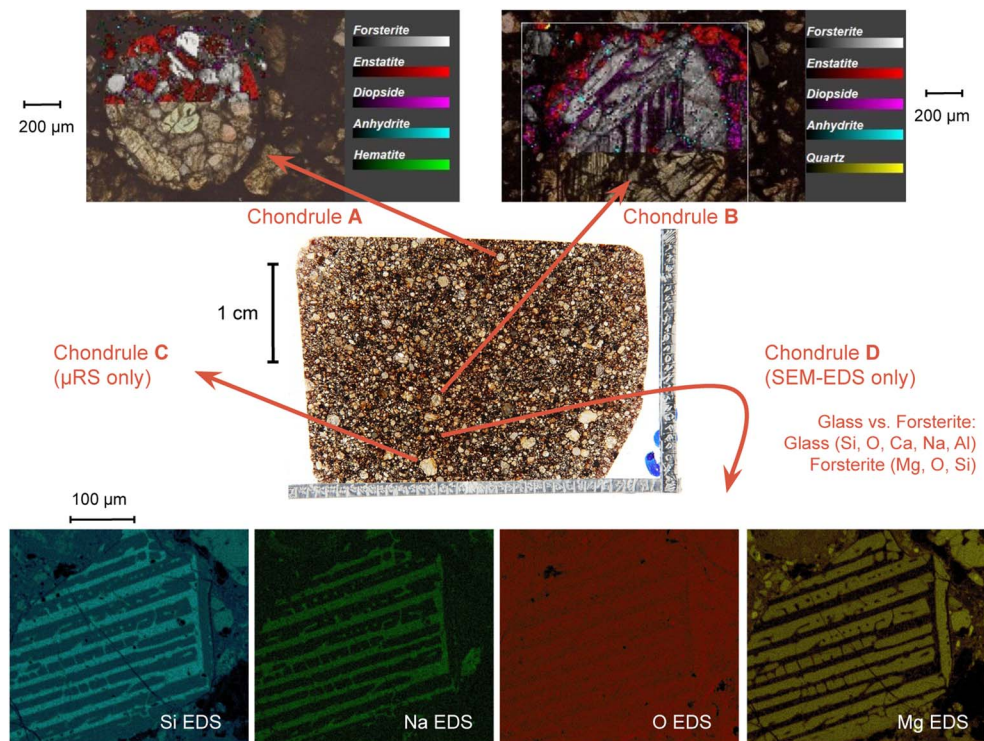 Forsterite
Enstatite
Diopside
Anhydrite
Hematite
200 µm
Forsterite
Enstatite
Diopside
Anhydrite
Quartz
200 µm
Chondrule A
Chondrule B
1 cm
Chondrule C
(µRS only)
Chondrule D
(SEM-EDS only)
Glass vs. Forsterite:
Glass (Si, O, Ca, Na, Al)
Forsterite (Mg, O, Si)
100 µm
Si EDS
Na EDS
O EDS
Mg EDS